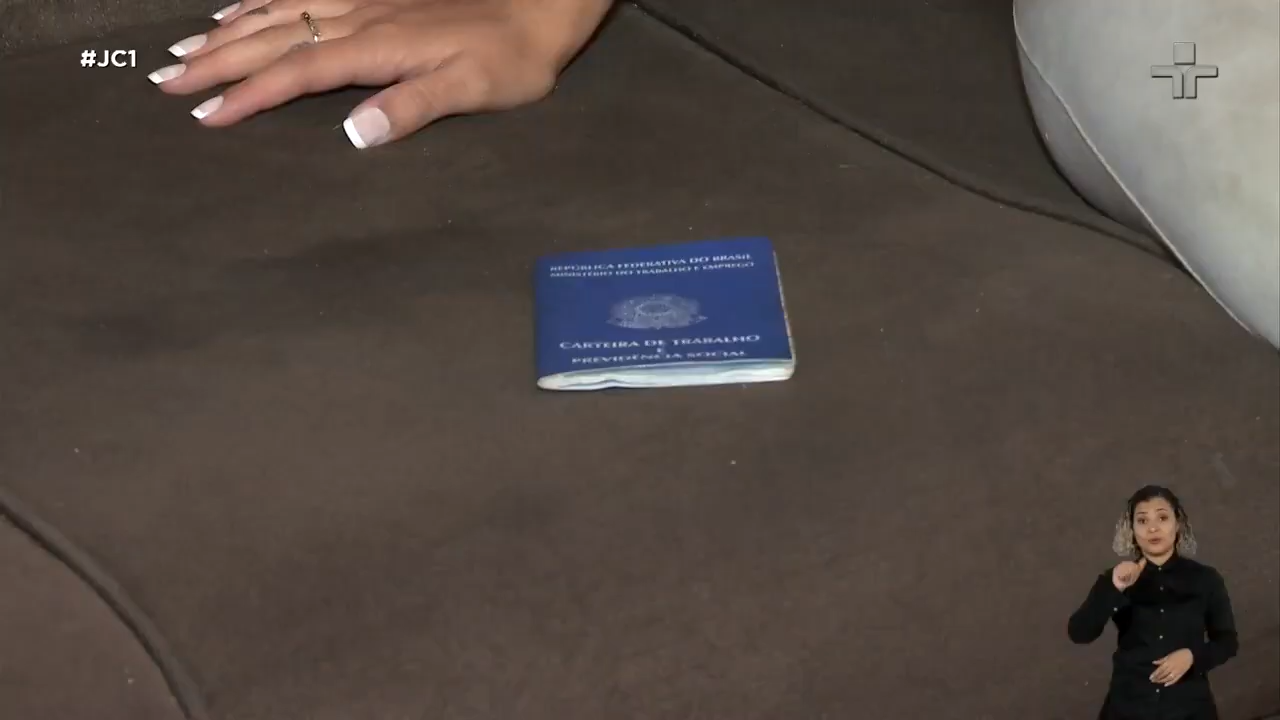 #JC1
REPÚBLICA FEDERATIVA DO BRASIL
MINISTÉRIO DO TRABALHO E EMPREGO
CARTEIRA DE TRABALHO
E
PREVIDÊNCIA SOCIAL